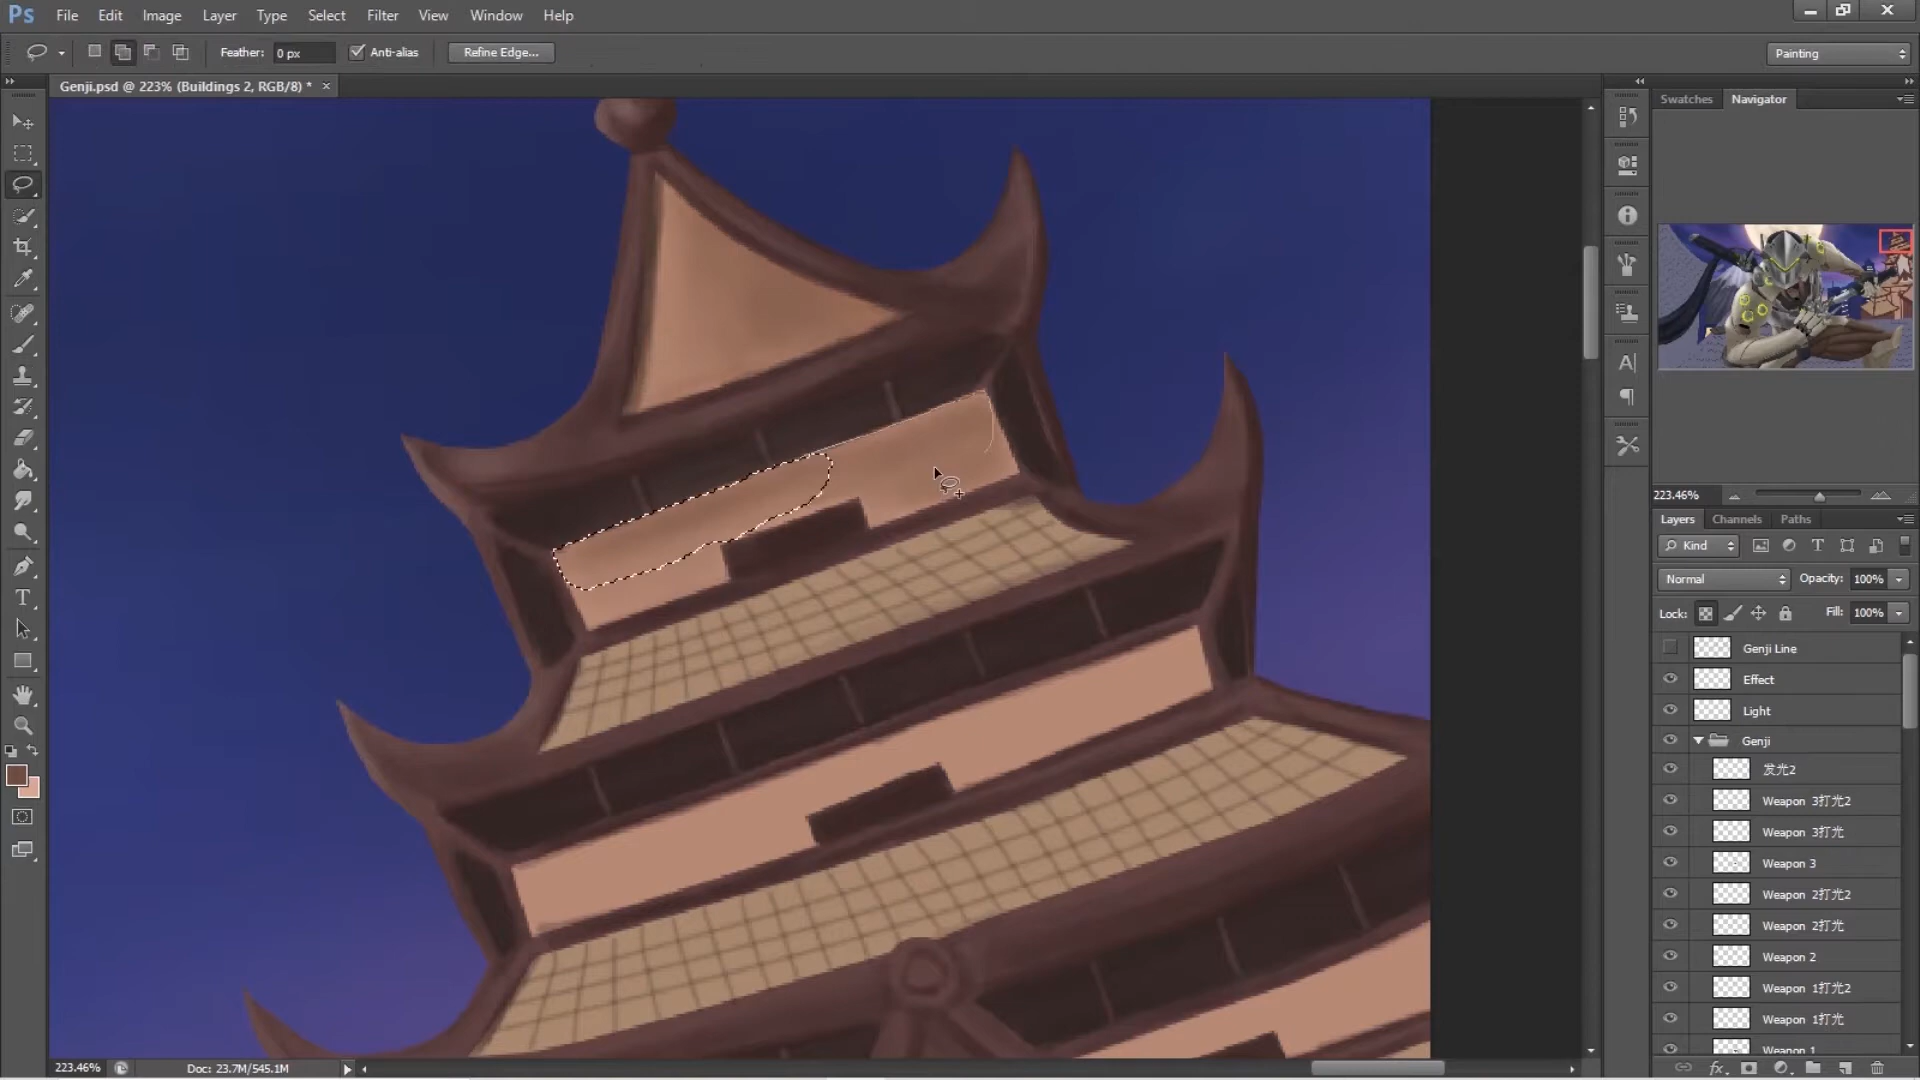 Ps File Edit Image Layer Type Select Filter View Window Help
Feather: 0 px Anti-alias Refine Edge... Painting
Genji.psd @ 223% (Buildings 2, RGB/8) * ×
Swatches Navigator
223.46%
Layers Channels Paths
Kind
Normal Opacity: 100%
Lock: Fill: 100%
Genji Line
Effect
Light
Genji
发光2
Weapon 3打光2
Weapon 3打光
Weapon 3
Weapon 2打光2
Weapon 2打光
Weapon 2
Weapon 1打光2
Weapon 1打光
Weapon 1
223.46% Doc: 23.7M/545.1M